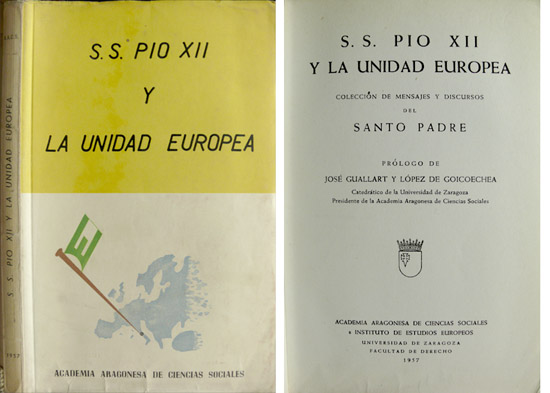 S. S. PIO XII Y LA UNIDAD EUROPEA
1957
S.S. PIO XII
Y
LA UNIDAD EUROPEA
E
ACADEMIA ARAGONESA DE CIENCIAS SOCIALES
S. S. PIO XII
Y LA UNIDAD EUROPEA
COLECCIÓN DE MENSAJES Y DISCURSOS
DEL
SANTO PADRE
PRÓLOGO DE
JOSÉ GUALLART Y LÓPEZ DE GOICOECHEA
Catedrático de la Universidad de Zaragoza
Presidente de la Academia Aragonesa de Ciencias Sociales
ACADEMIA ARAGONESA DE CIENCIAS SOCIALES
E INSTITUTO DE ESTUDIOS EUROPEOS
UNIVERSIDAD DE ZARAGOZA
FACULTAD DE DERECHO
1957